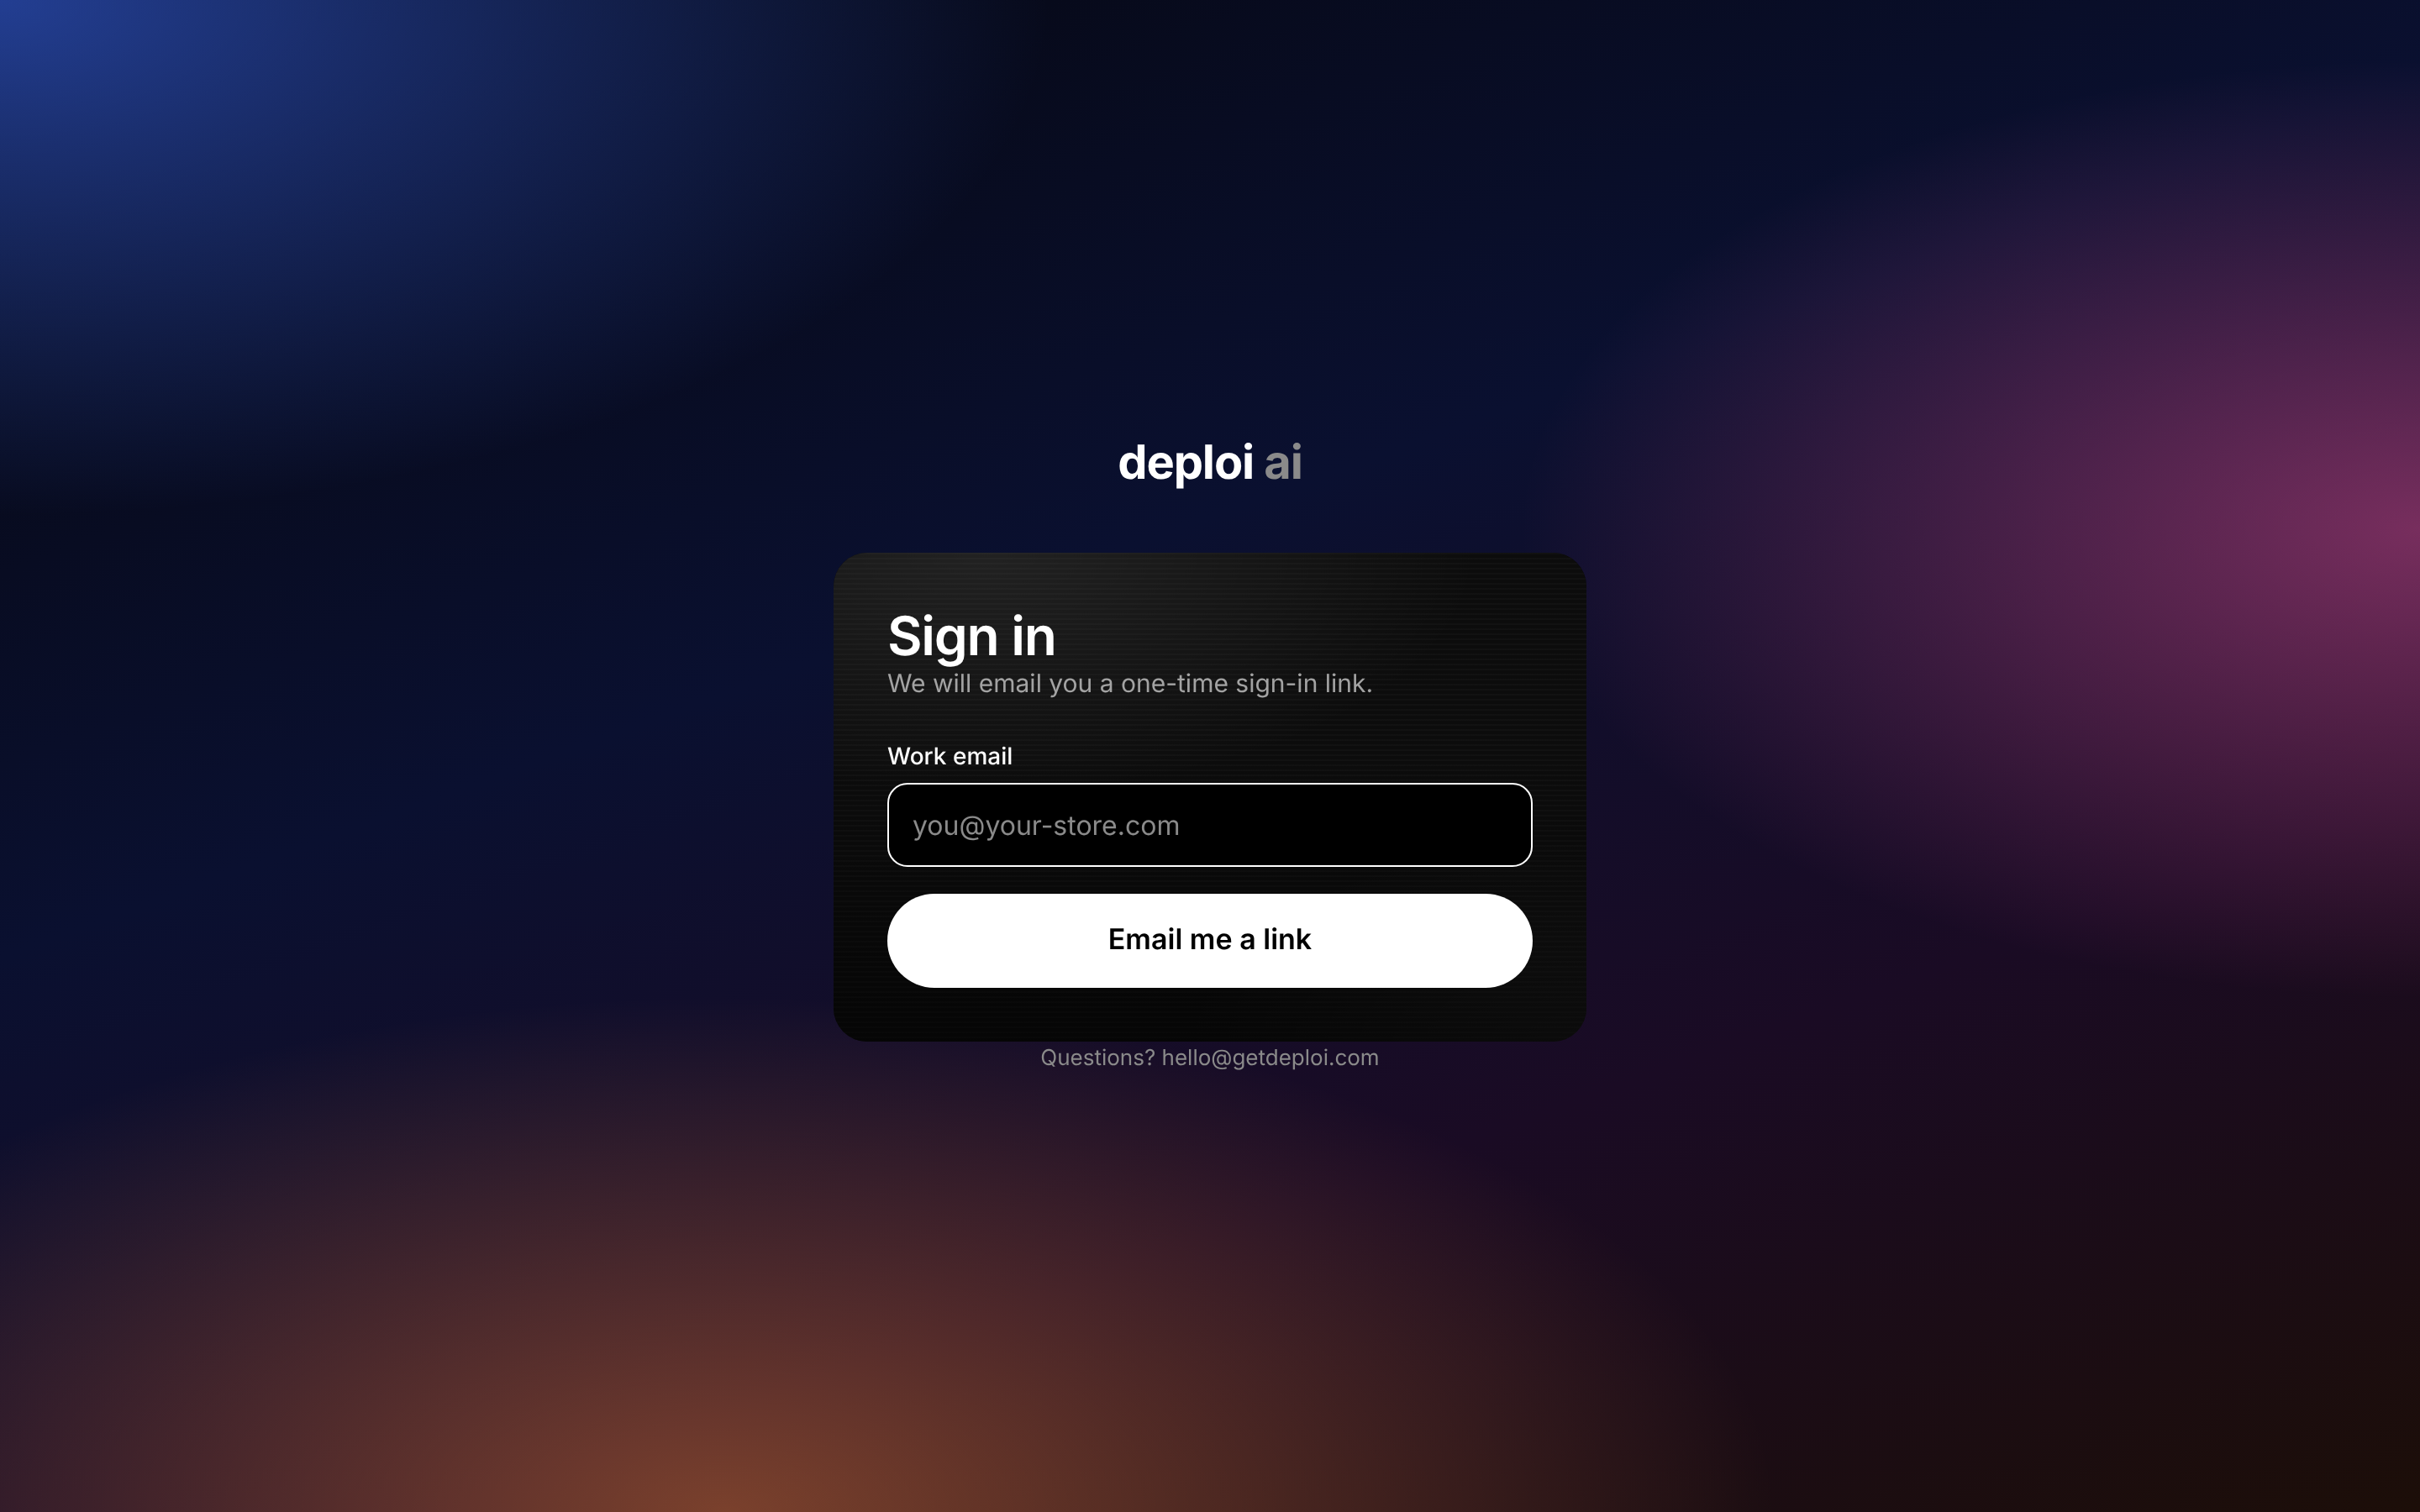 deploi ai
Sign in
We will email you a one-time sign-in link.
Work email
you@your-store.com
Email me a link
Questions? hello@getdeploi.com